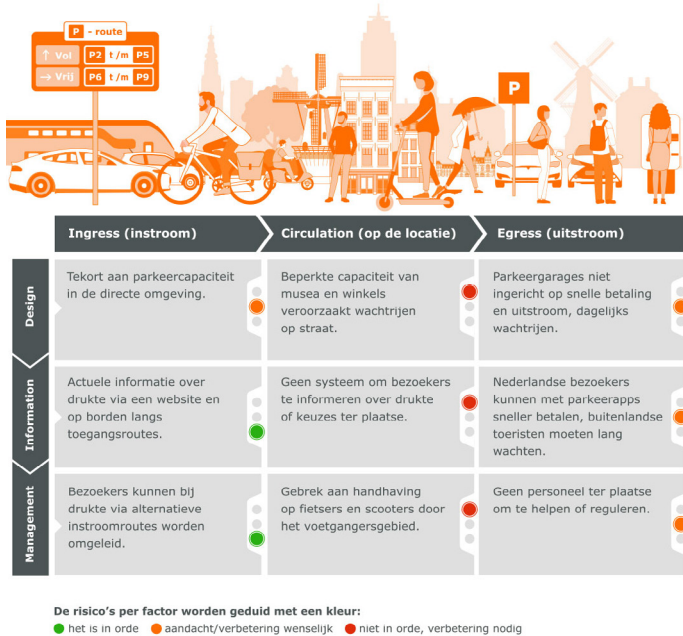 P - route
↑ Vol P2 t/m P5
→ Vrij P6 t/m P9
P
Ingress (instroom)
Circulation (op de locatie)
Egress (uitstroom)
Design
Tekort aan parkeercapaciteit
in de directe omgeving.
Beperkte capaciteit van
musea en winkels
veroorzaakt wachtrijen
op straat.
Parkeergarages niet
ingericht op snelle betaling
en uitstroom, dagelijks
wachtrijen.
Information
Actuele informatie over
drukte via een website en
op borden langs
toegangsroutes.
Geen systeem om bezoekers
te informeren over drukte
of keuzes ter plaatse.
Nederlandse bezoekers
kunnen met parkeerapps
sneller betalen, buitenlandse
toeristen moeten lang
wachten.
Management
Bezoekers kunnen bij
drukte via alternatieve
instroomroutes worden
omgeleid.
Gebrek aan handhaving
op fietsers en scooters door
het voetgangersgebied.
Geen personeel ter plaatse
om te helpen of reguleren.
De risico's per factor worden geduid met een kleur:
het is in orde aandacht/verbetering wenselijk niet in orde, verbetering nodig